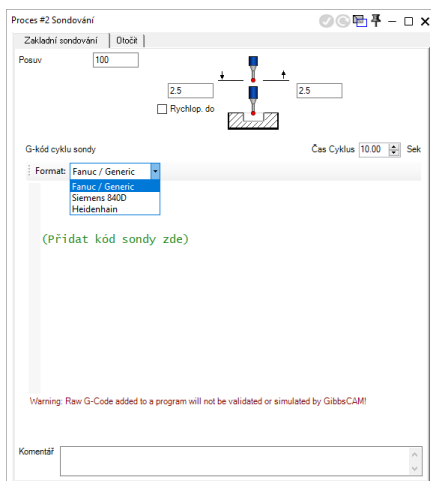 Proces #2 Sondování
Zakladní sondování
Otočit
Posuv
100
2.5
2.5
Rychlop. do
G-kód cyklu sondy
Čas Cyklus
10.00
Sek
Format:
Fanuc / Generic
Fanuc / Generic
Siemens 840D
Heidenhain
(Přidat kód sondy zde)
Warning: Raw G-Code added to a program will not be validated or simulated by GibbsCAM!
Komentář